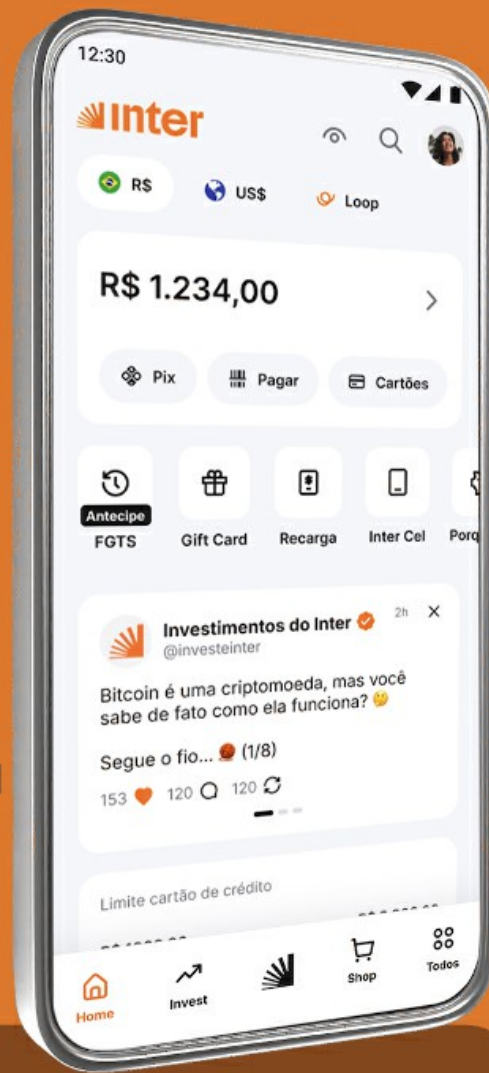 12:30
inter
R$ US$ Loop
R$ 1.234,00
Pix Pagar Cartões
Antecipe
FGTS Gift Card Recarga Inter Cel Porq
Investimentos do Inter 2h
@investeinter
Bitcoin é uma criptomoeda, mas você
sabe de fato como ela funciona? 🤔
Segue o fio... 🧶 (1/8)
153 120 120
Limite cartão de crédito
Home Invest Shop Todos